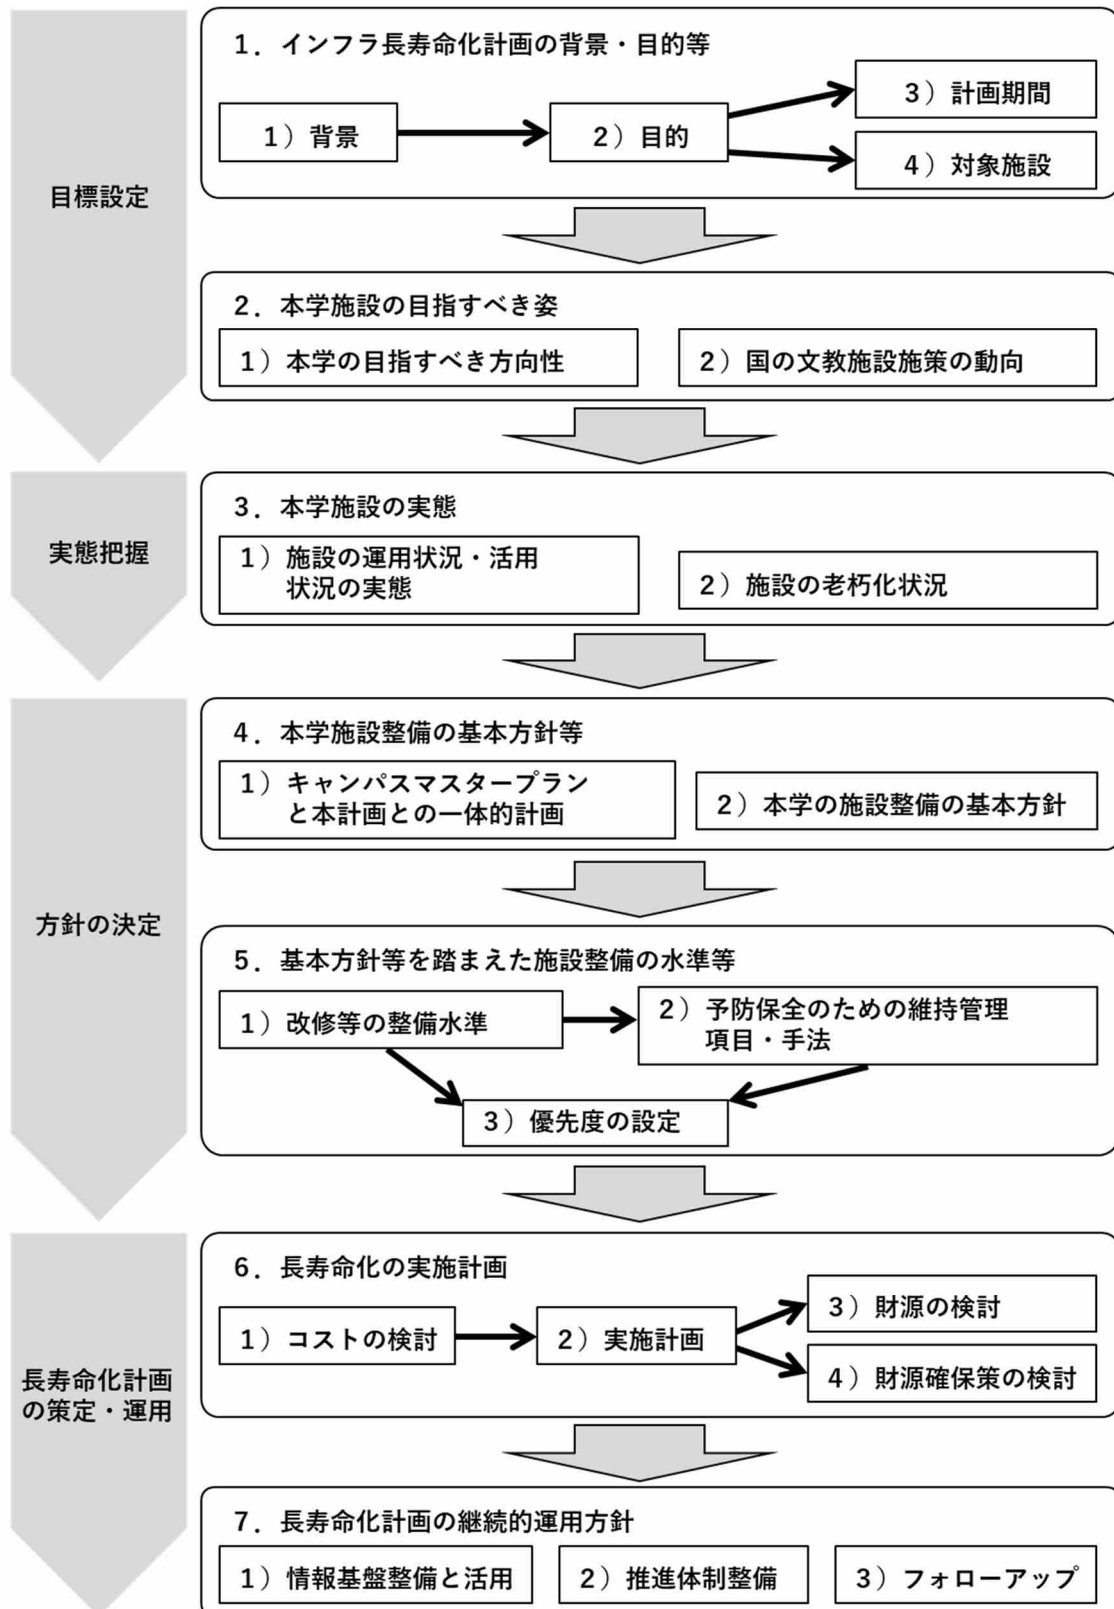 目標設定
1．インフラ長寿命化計画の背景・目的等
1）背景
2）目的
3）計画期間
4）対象施設
2．本学施設の目指すべき姿
1）本学の目指すべき方向性
2）国の文教施設施策の動向
実態把握
3．本学施設の実態
1）施設の運用状況・活用
状況の実態
2）施設の老朽化状況
方針の決定
4．本学施設整備の基本方針等
1）キャンパスマスタープラン
と本計画との一体的計画
2）本学の施設整備の基本方針
5．基本方針等を踏まえた施設整備の水準等
1）改修等の整備水準
2）予防保全のための維持管理
項目・手法
3）優先度の設定
長寿命化計画
の策定・運用
6．長寿命化の実施計画
1）コストの検討
2）実施計画
3）財源の検討
4）財源確保策の検討
7．長寿命化計画の継続的運用方針
1）情報基盤整備と活用
2）推進体制整備
3）フォローアップ